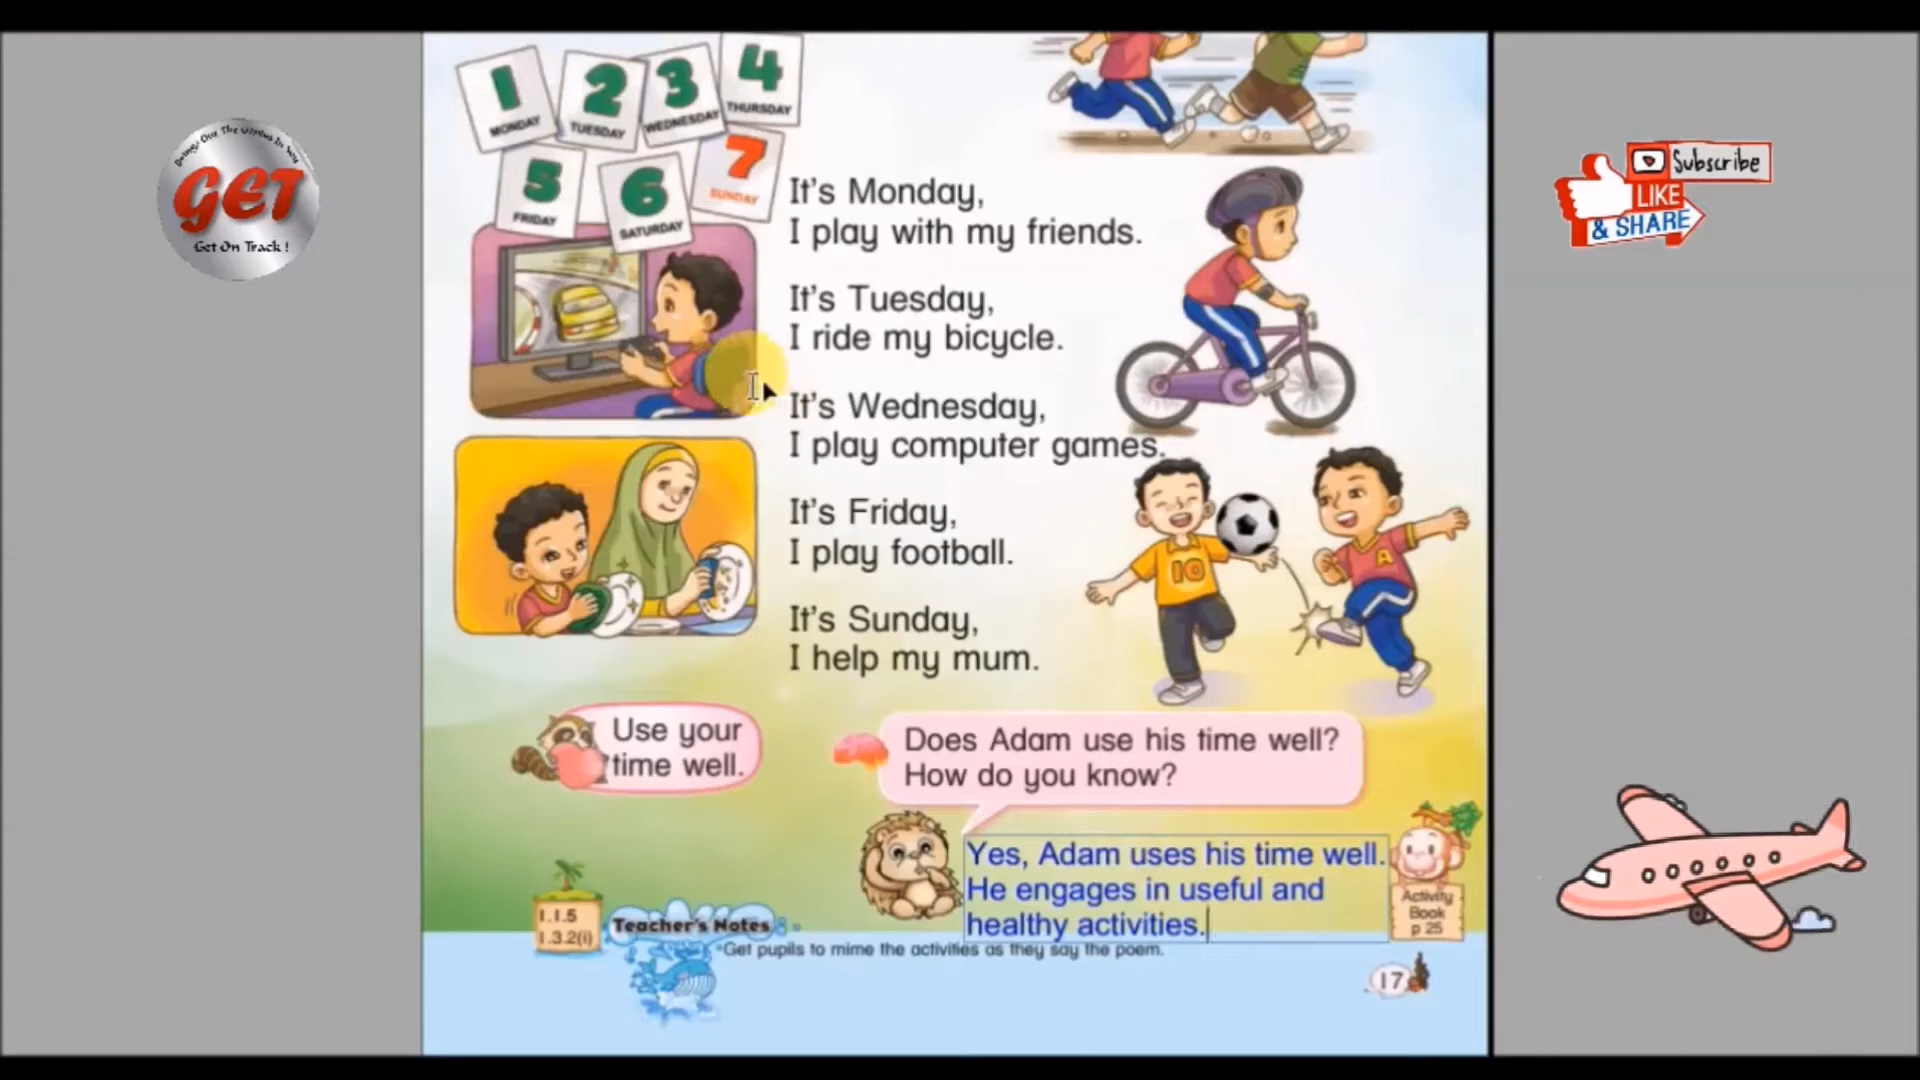 1
MONDAY
2
TUESDAY
3
WEDNESDAY
4
THURSDAY
5
FRIDAY
6
SATURDAY
7
SUNDAY
It's Monday,
I play with my friends.
It's Tuesday,
I ride my bicycle.
It's Wednesday,
I play computer games.
It's Friday,
I play football.
It's Sunday,
I help my mum.
10
A
Use your
time well.
Does Adam use his time well?
How do you know?
Yes, Adam uses his time well.
He engages in useful and
healthy activities.
1.1.5
1.3.2(i)
Teacher's Notes
Get pupils to mime the activities as they say the poem.
Activity
Book
p 25
17
GET
Get On Track !
Subscribe
LIKE
& SHARE